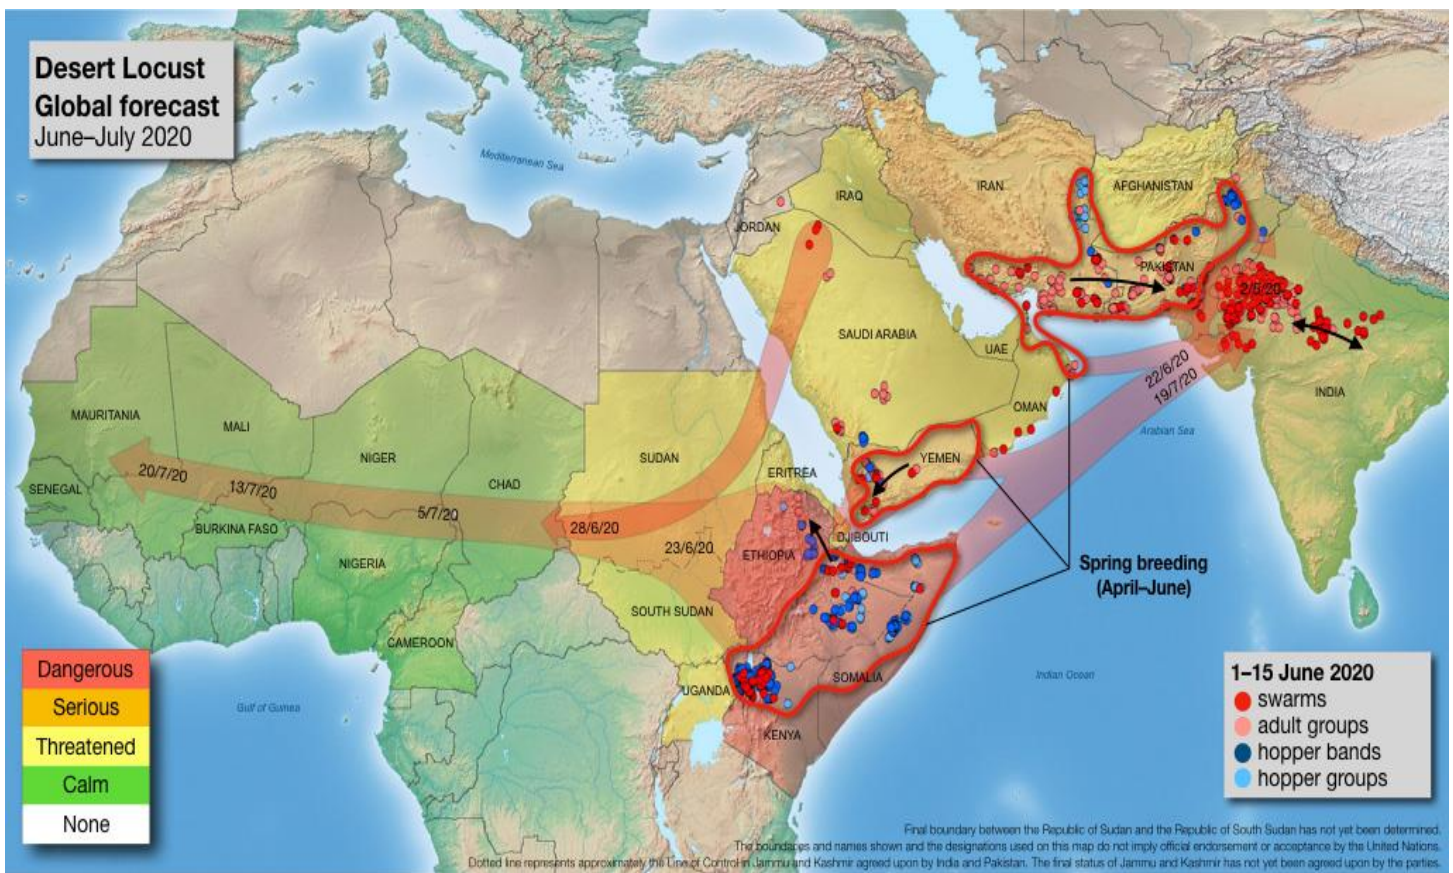 Desert Locust
Global forecast
June–July 2020
Mediterranean Sea
IRAQ
IRAN
AFGHANISTAN
JORDAN
PAKISTAN
SAUDI ARABIA
UAE
OMAN
INDIA
22/6/20
19/7/20
Arabian Sea
MAURITANIA
MALI
NIGER
CHAD
SUDAN
ERITREA
YEMEN
SENEGAL
20/7/20
13/7/20
5/7/20
28/6/20
23/6/20
BURKINA FASO
NIGERIA
ETHIOPIA
DJIBOUTI
Spring breeding
(April–June)
SOUTH SUDAN
CAMEROON
UGANDA
SOMALIA
KENYA
Gulf of Guinea
Indian Ocean
Dangerous
Serious
Threatened
Calm
None
1–15 June 2020
swarms
adult groups
hopper bands
hopper groups
Final boundary between the Republic of Sudan and the Republic of South Sudan has not yet been determined.
The boundaries and names shown and the designations used on this map do not imply official endorsement or acceptance by the United Nations.
Dotted line represents approximately the Line of Control in Jammu and Kashmir agreed upon by India and Pakistan. The final status of Jammu and Kashmir has not yet been agreed upon by the parties.